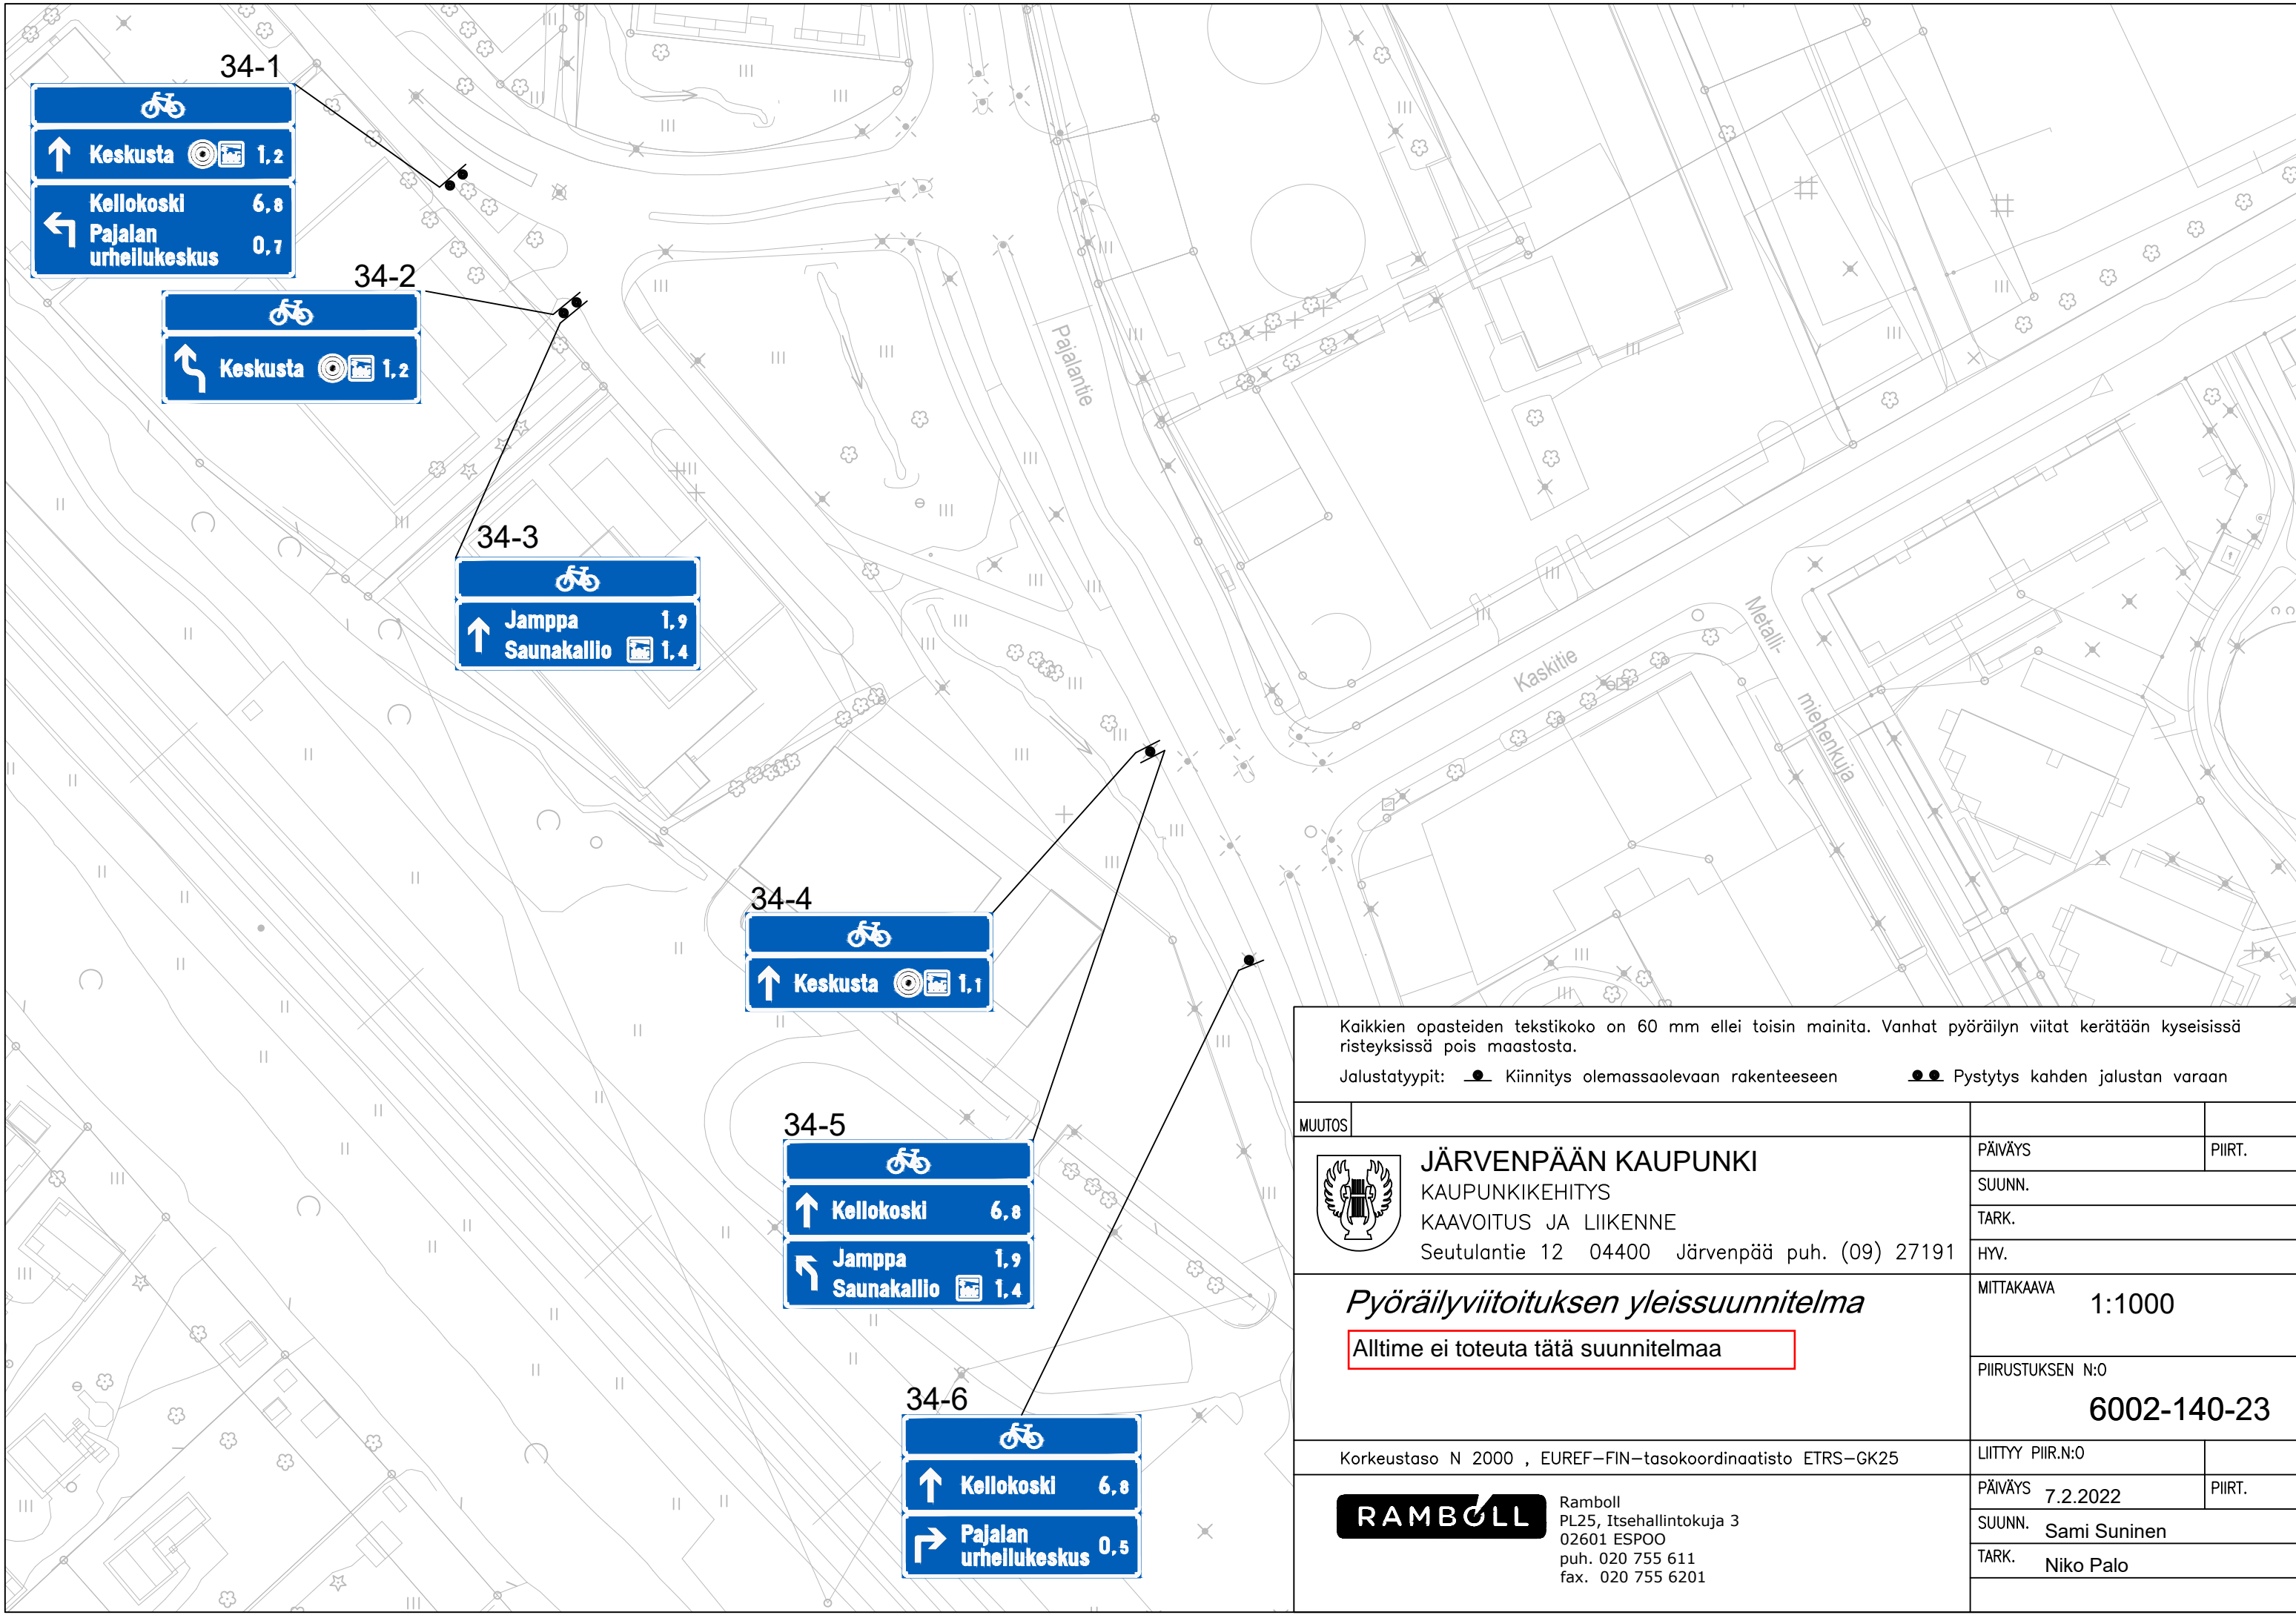 34-1
Keskusta 1,2
Kellokoski 6,8
Pajalan
urheilukeskus 0,7
34-2
Keskusta 1,2
34-3
Jamppa 1,9
Saunakallio 1,4
34-4
Keskusta 1,1
34-5
Kellokoski 6,8
Jamppa 1,9
Saunakallio 1,4
34-6
Kellokoski 6,8
Pajalan
urheilukeskus 0,5
Pajalantie
Kaskitie
Metalli-
miehenkuja
Kaikkien opasteiden tekstikoko on 60 mm ellei toisin mainita. Vanhat pyöräilyn viitat kerätään kyseisissä
risteyksissä pois maastosta.
Jalustatyypit: Kiinnitys olemassaolevaan rakenteeseen Pystytys kahden jalustan varaan
MUUTOS
JÄRVENPÄÄN KAUPUNKI
KAUPUNKIKEHITYS
KAAVOITUS JA LIIKENNE
Seutulantie 12 04400 Järvenpää puh. (09) 27191
PÄIVÄYS PIIRT.
SUUNN.
TARK.
HYV.
Pyöräilyviitoituksen yleissuunnitelma
Alltime ei toteuta tätä suunnitelmaa
MITTAKAAVA
1:1000
PIIRUSTUKSEN N:O
6002-140-23
Korkeustaso N 2000 , EUREF-FIN-tasokoordinaatisto ETRS-GK25
LIITTYY PIIR.N:O
RAMBOLL
Ramboll
PL25, Itsehallintokuja 3
02601 ESPOO
puh. 020 755 611
fax. 020 755 6201
PÄIVÄYS 7.2.2022 PIIRT.
SUUNN. Sami Suninen
TARK. Niko Palo